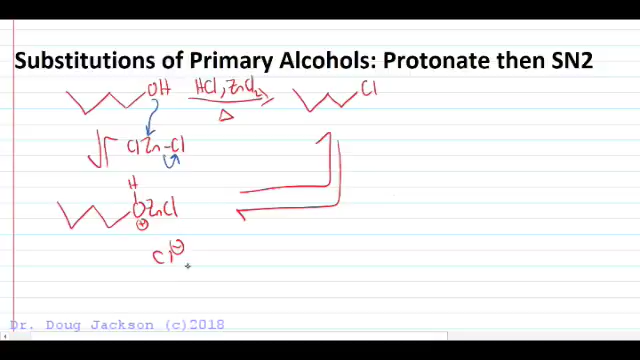 Substitutions of Primary Alcohols: Protonate then SN2
OH HCl, ZnCl2 Cl
Δ
Cl Zn-Cl
H
OZnCl
⊕
Cl⊖
Dr. Doug Jackson (c)2018